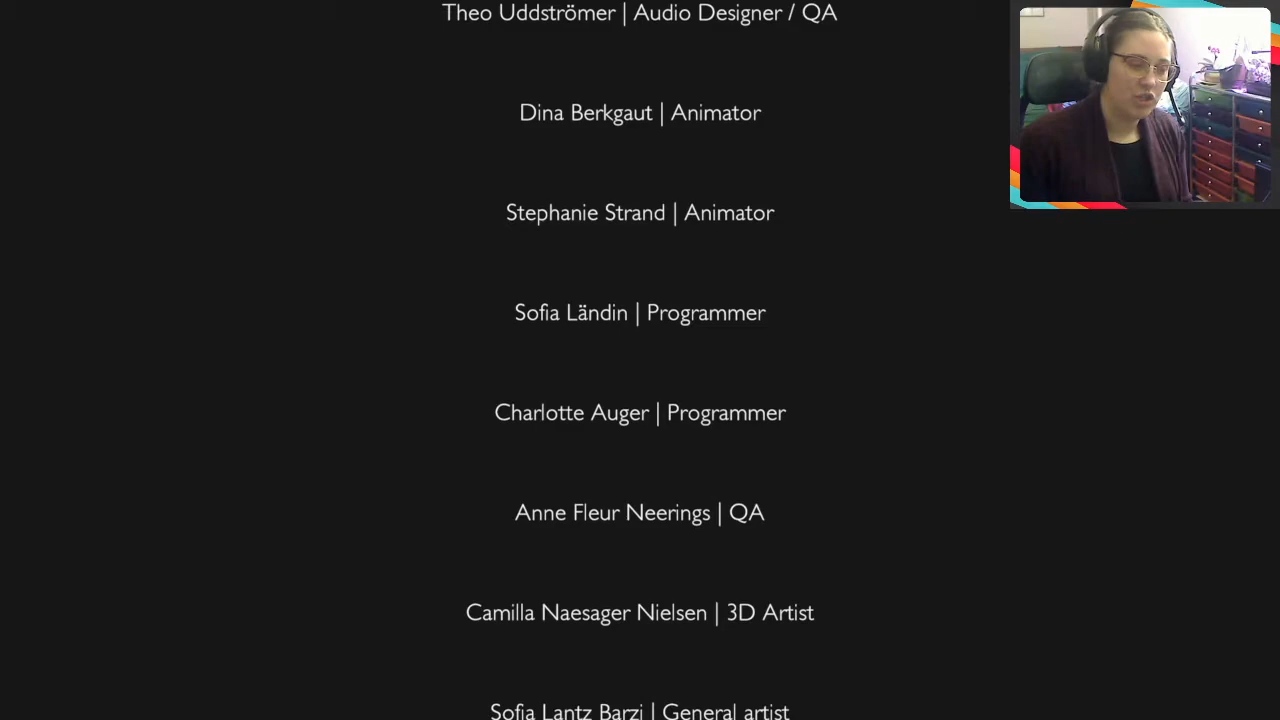 Theo Uddströmer | Audio Designer / QA
Dina Berkgaut | Animator
Stephanie Strand | Animator
Sofia Ländin | Programmer
Charlotte Auger | Programmer
Anne Fleur Neerings | QA
Camilla Naesager Nielsen | 3D Artist
Sofia Lantz Barzi | General artist